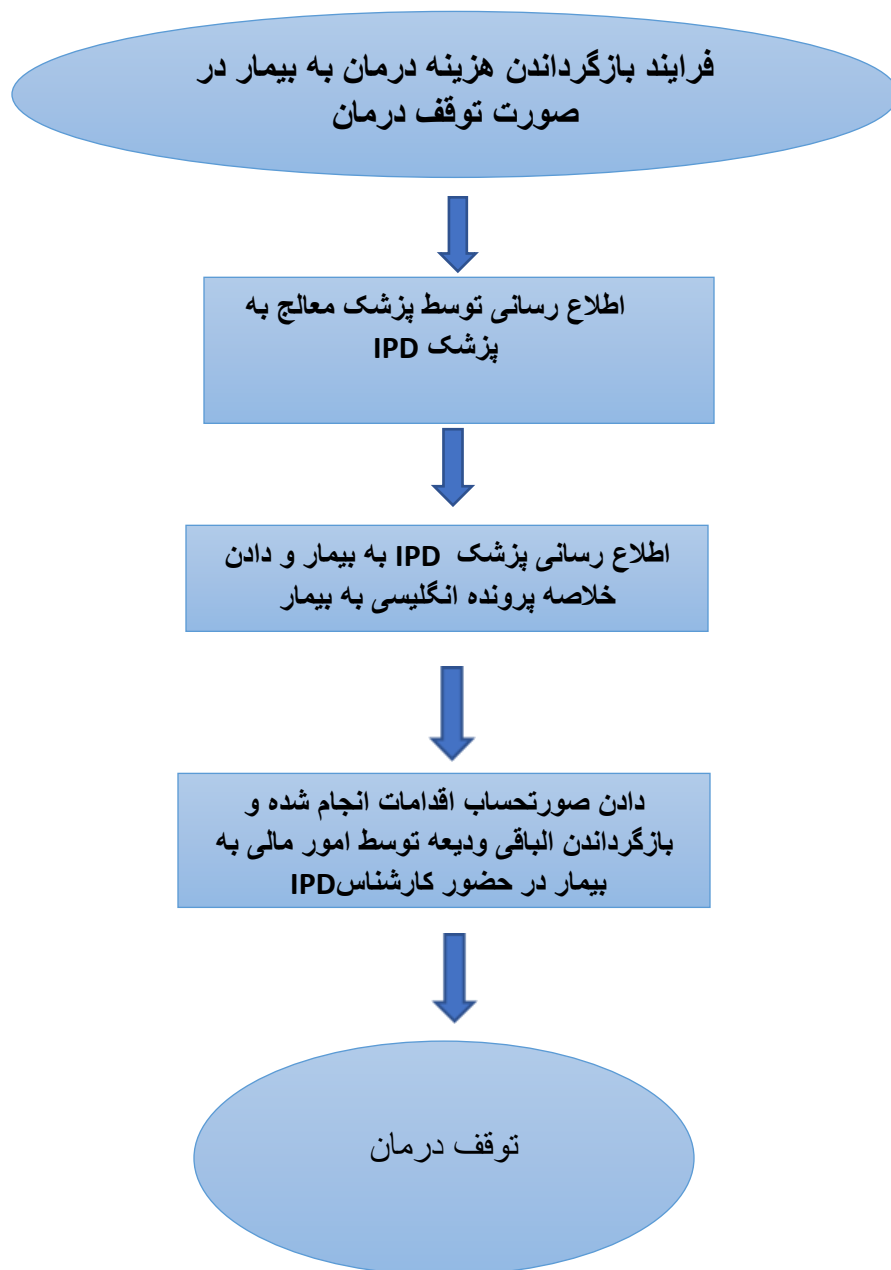 فرایند بازگرداندن هزینه درمان به بیمار در
صورت توقف درمان
اطلاع رسانی توسط پزشک معالج به
پزشک IPD
اطلاع رسانی پزشک IPD به بیمار و دادن
خلاصه پرونده انگلیسی به بیمار
دادن صورتحساب اقدامات انجام شده و
بازگرداندن الباقی ودیعه توسط امور مالی به
بیمار در حضور کارشناسIPD
توقف درمان